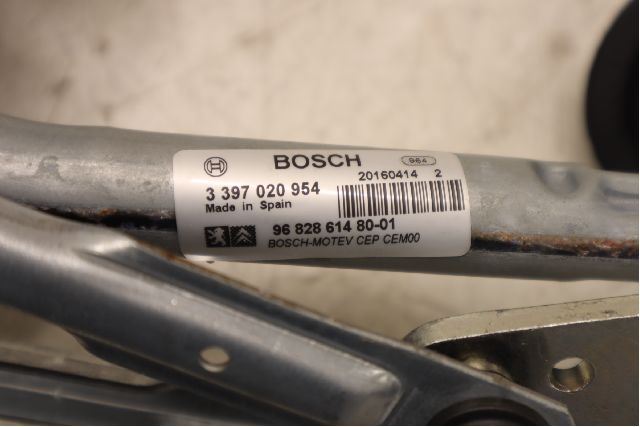 BOSCH 984
20160414 2
3 397 020 954
Made in Spain
96 828 614 80-01
BOSCH-MOTEV CEP CEM00